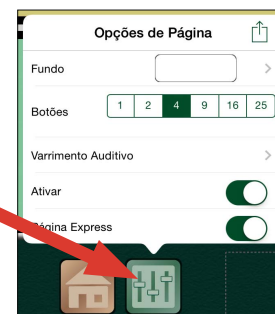 Opções de Página
Fundo
Botões 1 2 4 9 16 25
Varrimento Auditivo
Ativar
Página Express